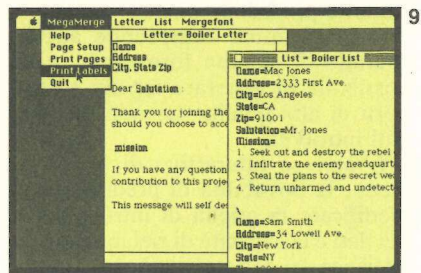 9
MegaMerge Letter List Mergefont
Help
Page Setup
Print Pages
Print Labels
Quit
Letter = Boiler Letter
Name
Address
City, State Zip
Dear Salutation
Thank you for joining the
should you choose to acce
mission
If you have any question
contribution to this proje
This message will self des
List = Boiler List
Name=Mac Jones
Address=2333 First Ave.
City=Los Angeles
State=CA
Zip=91001
Salutation=Mr. Jones
Mission=
1. Seek out and destroy the rebel
2. Infiltrate the enemy headquart
3. Steal the plans to the secret we
4. Return unharmed and undetect
\
Name=Sam Smith
Address=34 Lowell Ave.
City=New York
State=NY